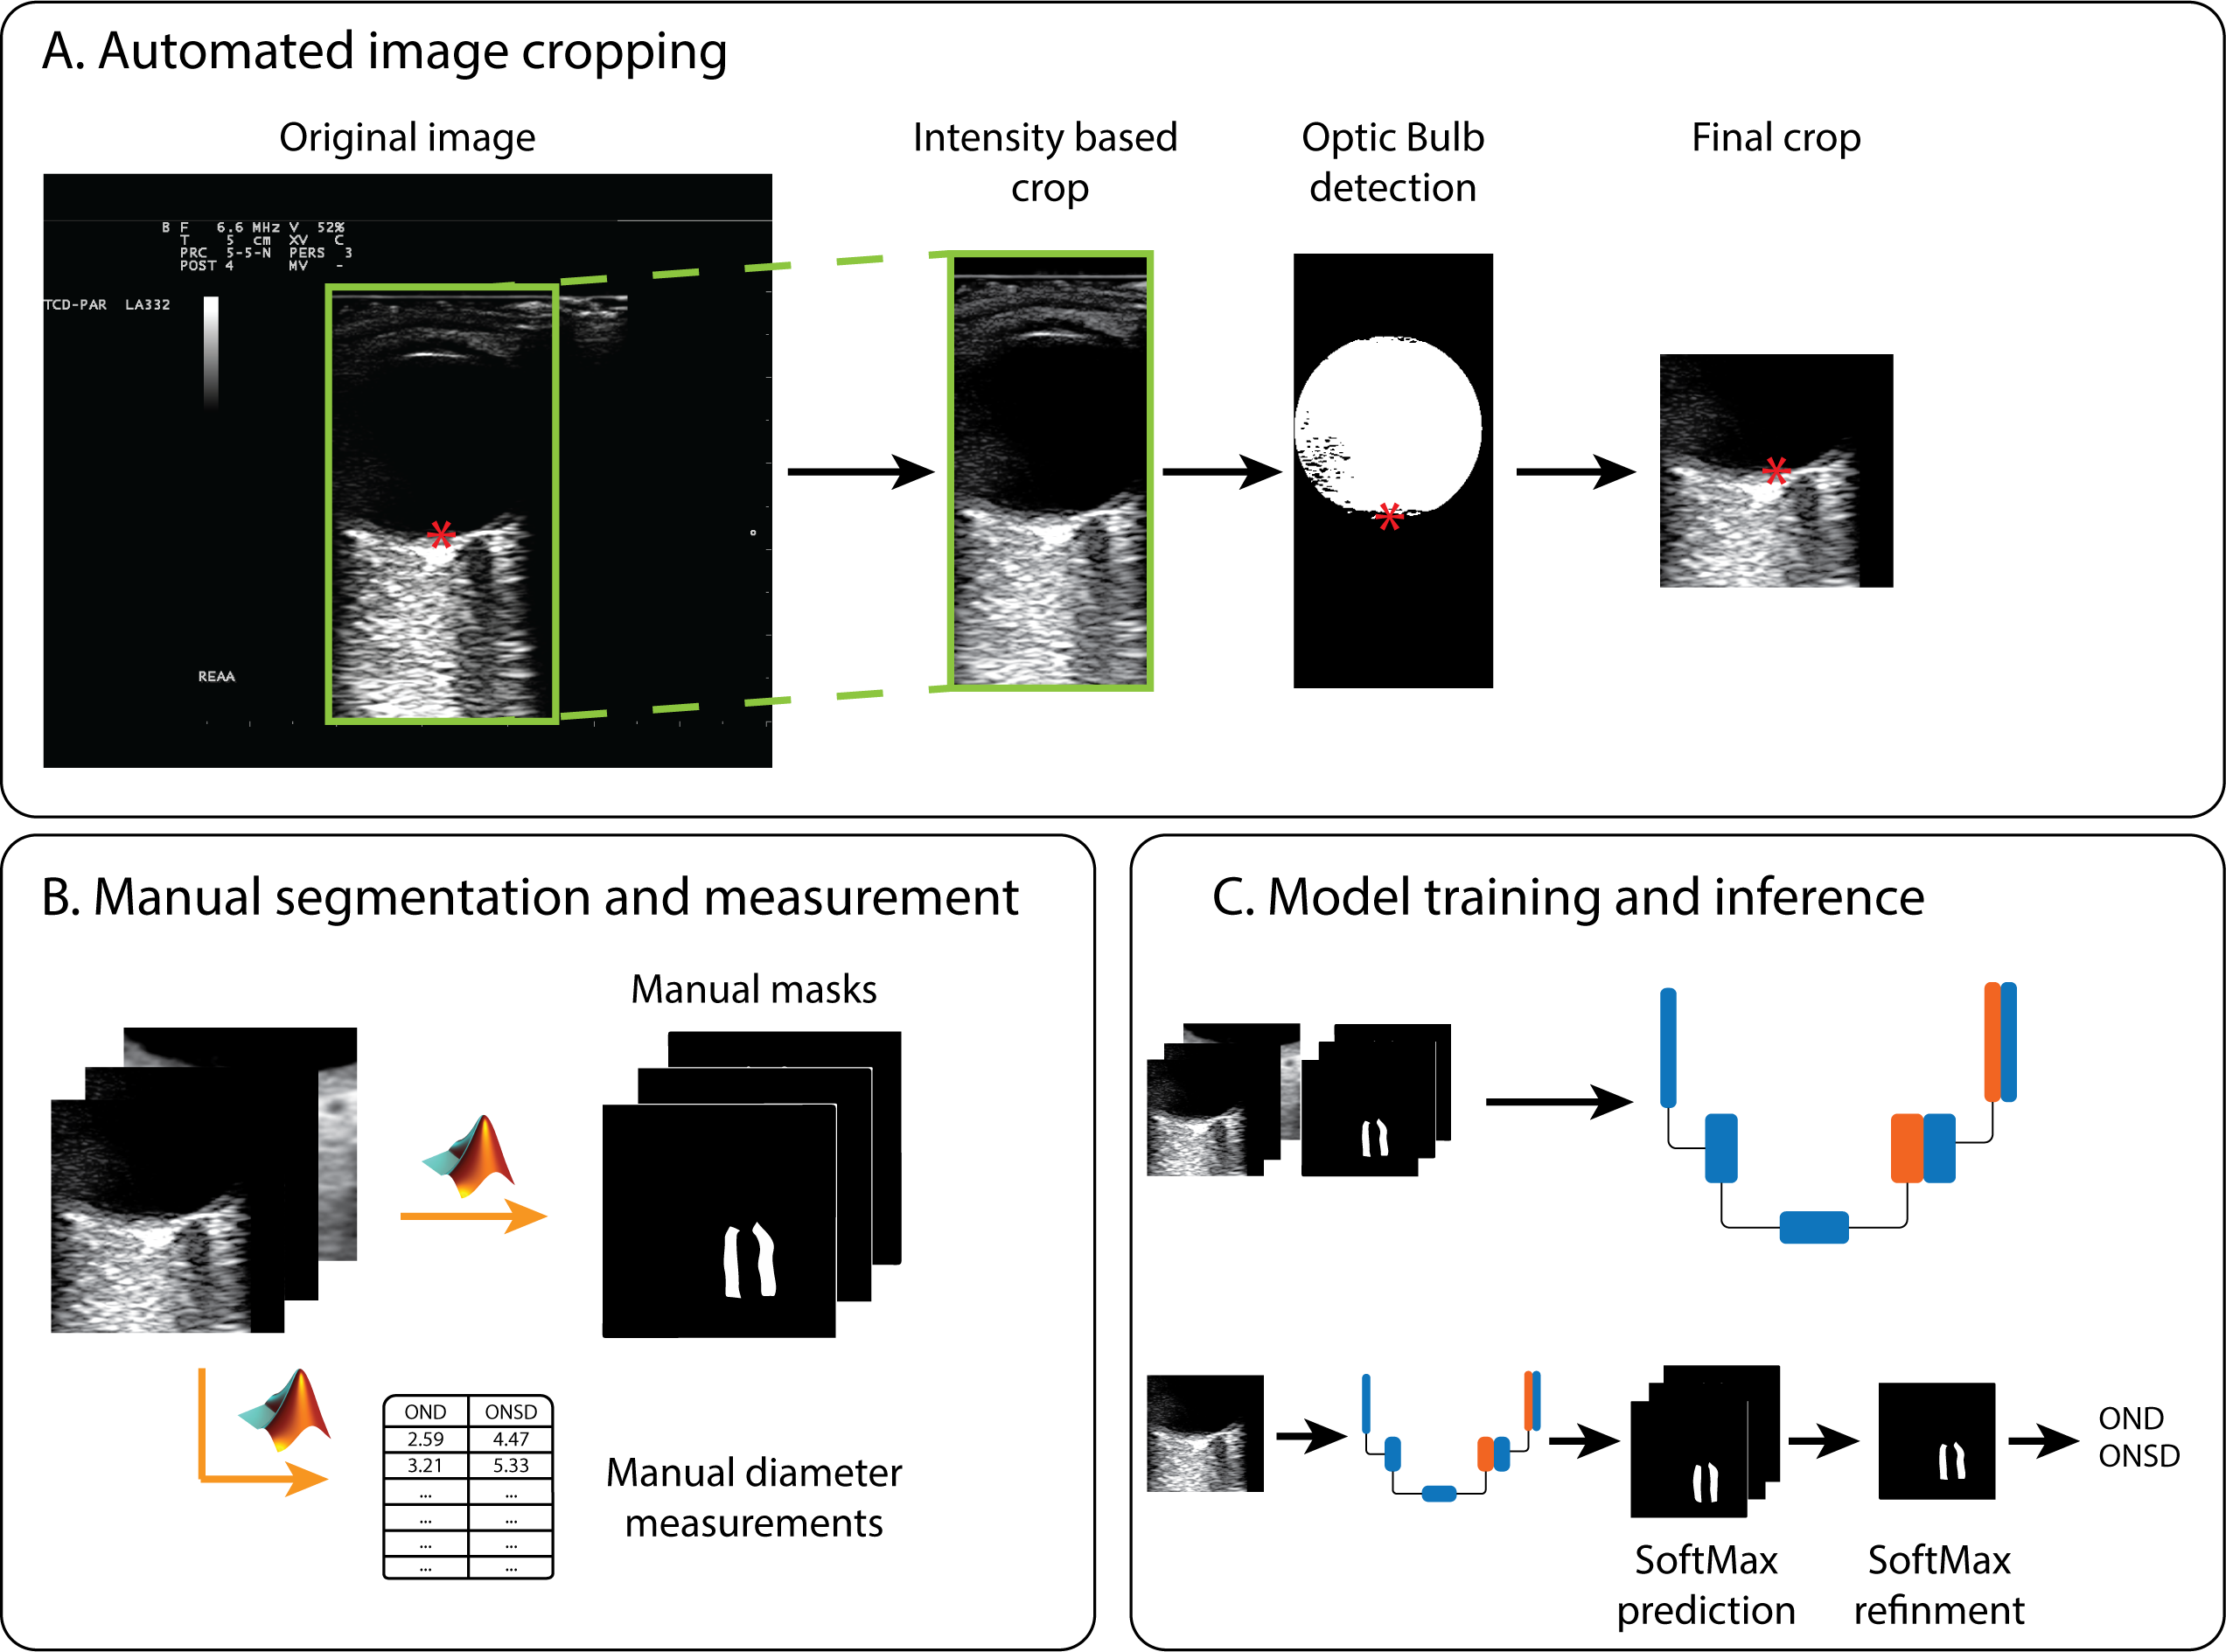 A. Automated image cropping
Original image
Intensity based
crop
Optic Bulb
detection
Final crop
B F 6.6 MHz V 52%
T 5 cm XV C
PRC 5-5-N PERS 3
POST 4 MV -
TCD-PAR LA332
REAA
B. Manual segmentation and measurement
Manual masks
OND ONSD
2.59 4.47
3.21 5.33
... ...
... ...
... ...
... ...
Manual diameter
measurements
C. Model training and inference
OND
ONSD
SoftMax
prediction
SoftMax
refinment